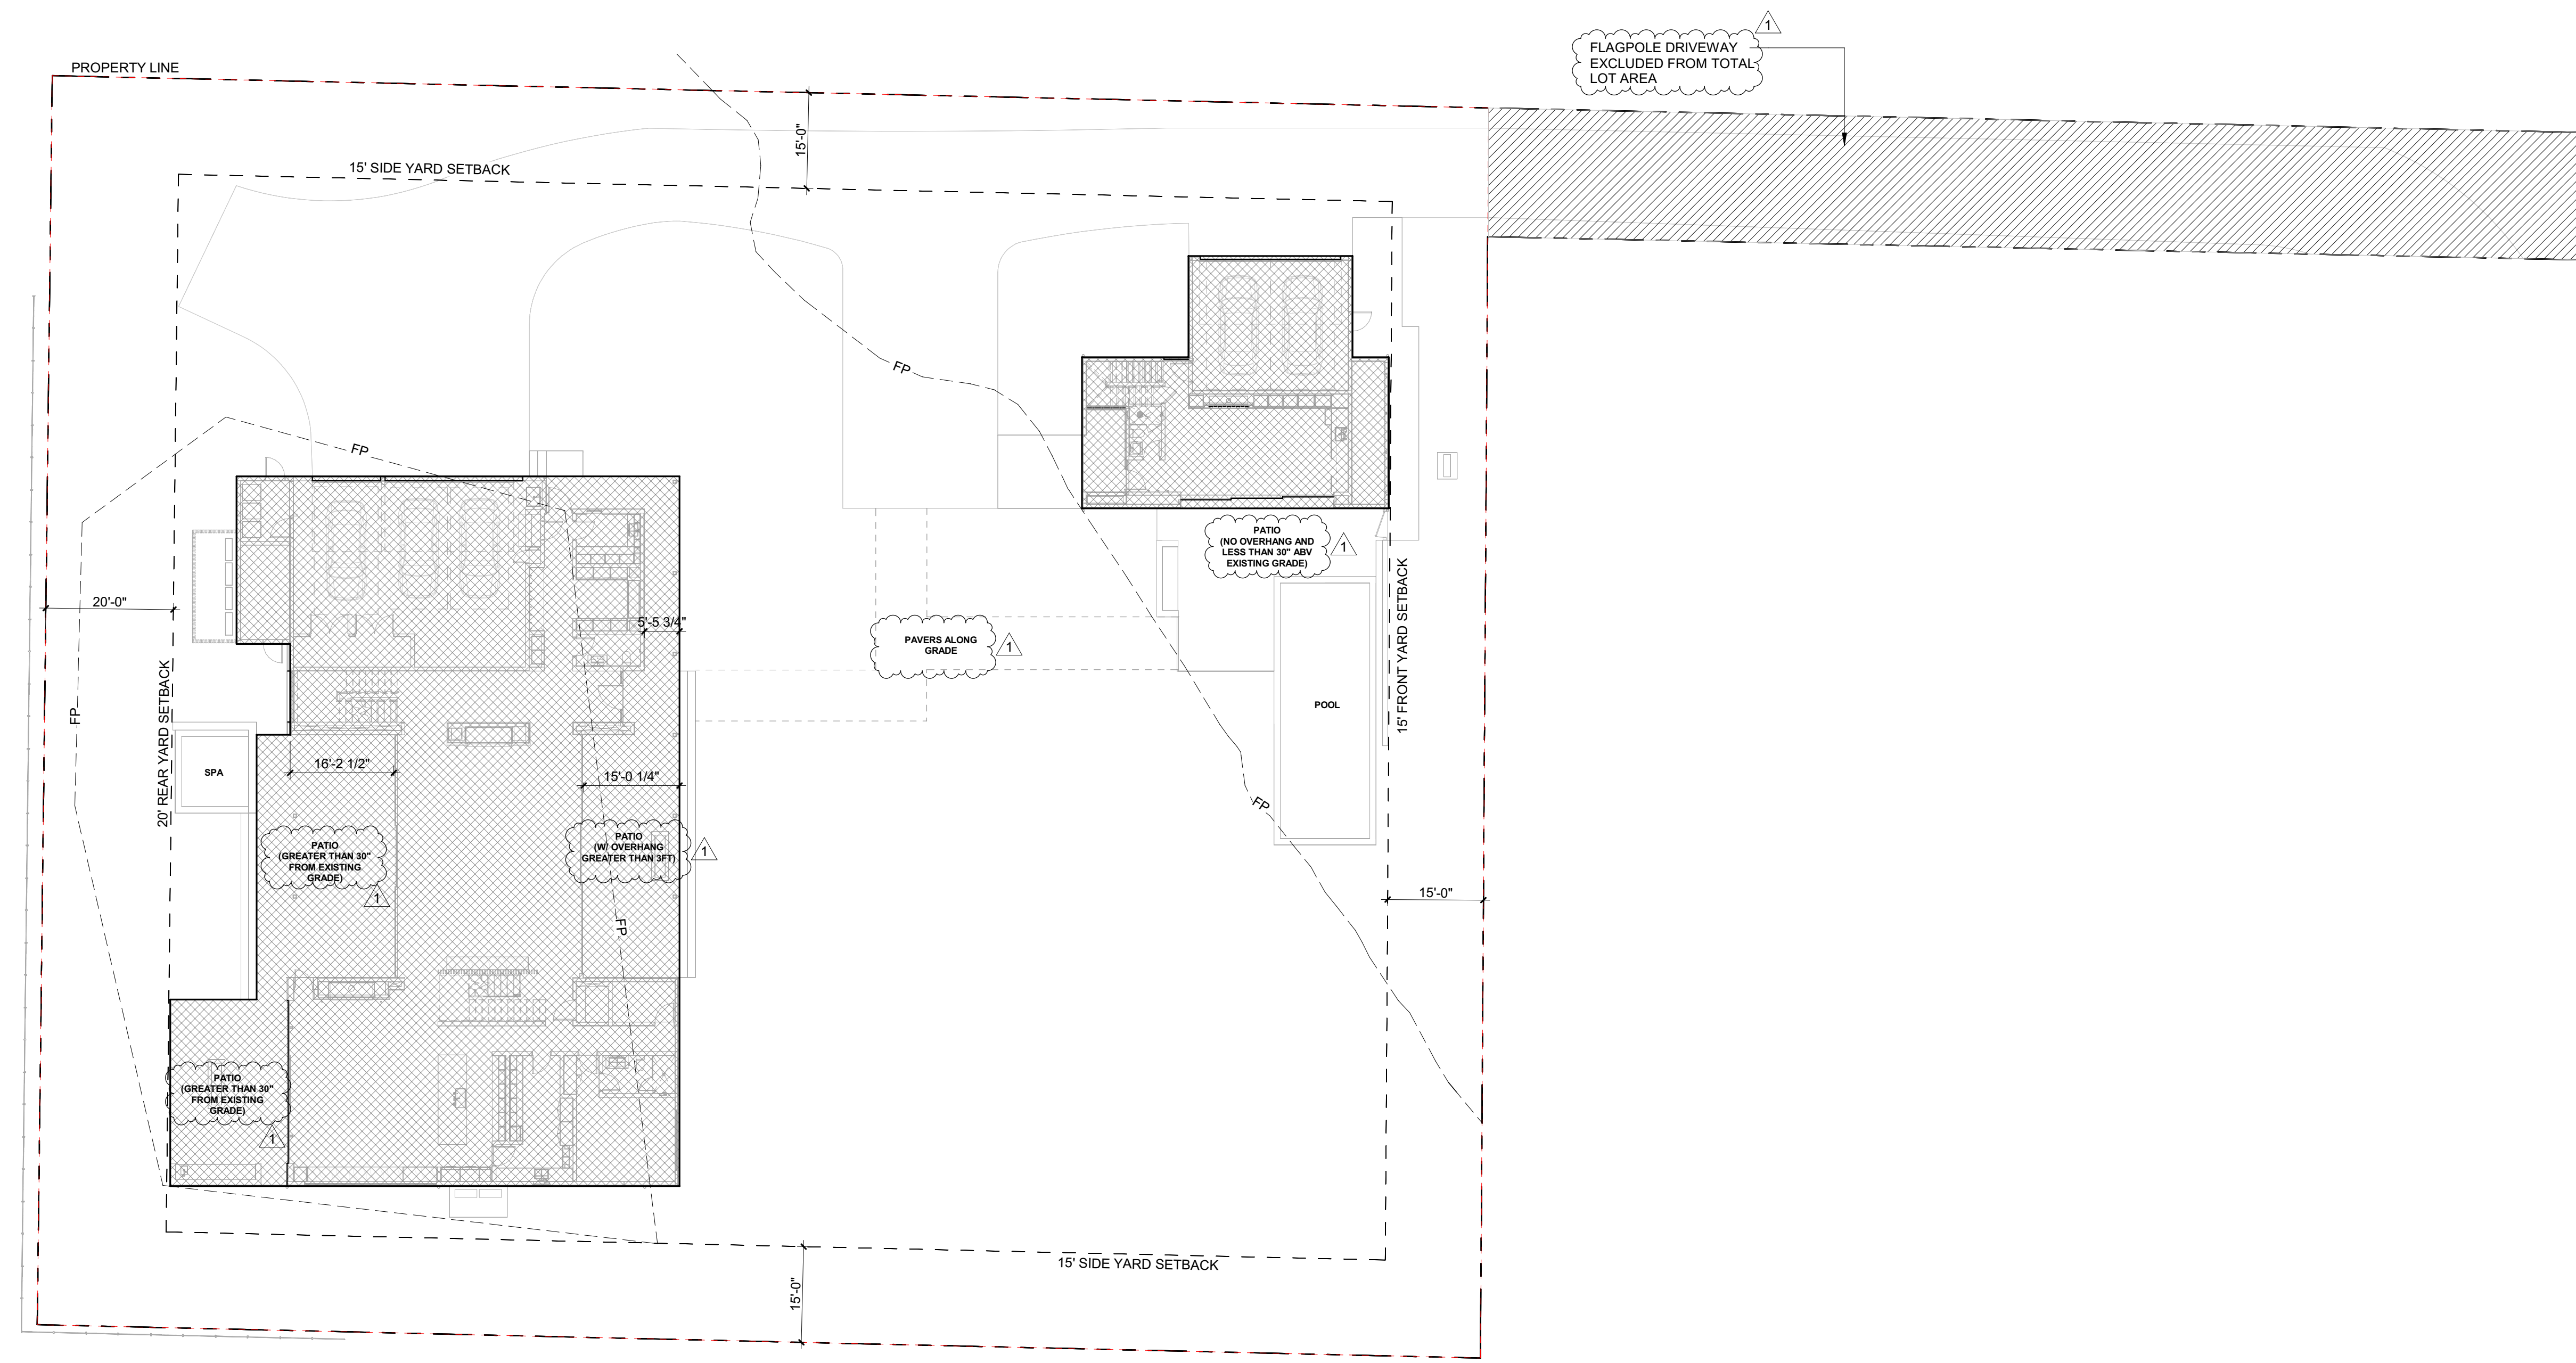 1
FLAGPOLE DRIVEWAY
EXCLUDED FROM TOTAL
LOT AREA
PROPERTY LINE
15'-0"
15' SIDE YARD SETBACK
FP
FP
PATIO
(NO OVERHANG AND
LESS THAN 30" ABV
EXISTING GRADE)
1
20'-0"
5'-5 3/4"
PAVERS ALONG
GRADE
1
15' FRONT YARD SETBACK
FP
20' REAR YARD SETBACK
POOL
SPA
16'-2 1/2"
15'-0 1/4"
FP
PATIO
(GREATER THAN 30"
FROM EXISTING
GRADE)
1
PATIO
(W/ OVERHANG
GREATER THAN 3FT)
1
15'-0"
FP
PATIO
(GREATER THAN 30"
FROM EXISTING
GRADE)
1
15' SIDE YARD SETBACK
15'-0"